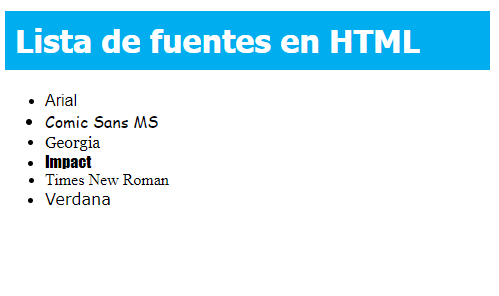 Lista de fuentes en HTML
Arial
Comic Sans MS
Georgia
Impact
Times New Roman
Verdana